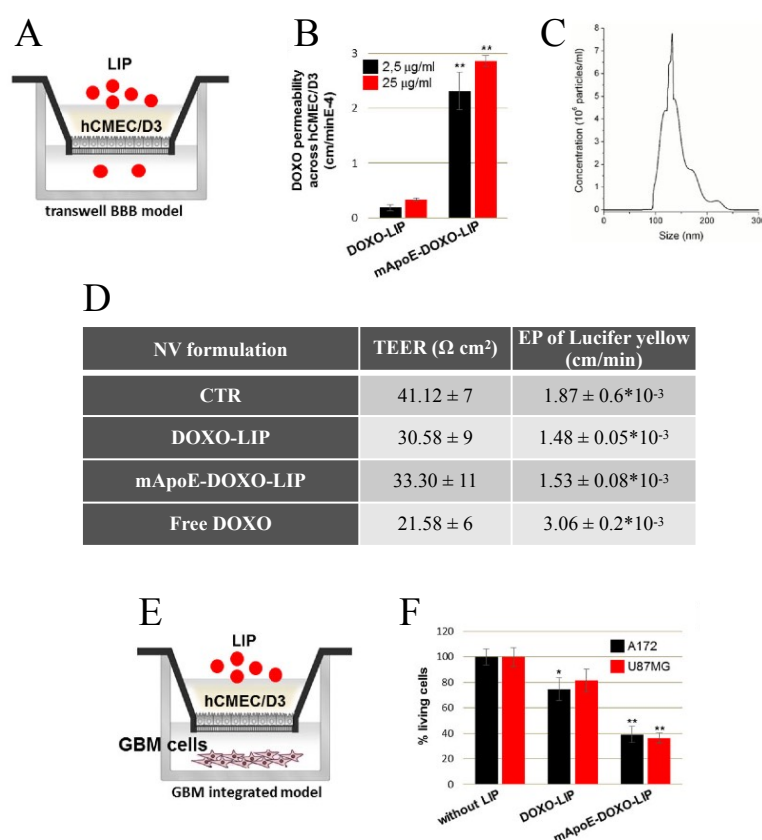 A
LIP
hCMEC/D3
transwell BBB model
B
DOXO permeability
across hCMEC/D3
(cm/minE-4)
3
2
1
0
2,5 µg/ml
25 µg/ml
**
**
DOXO-LIP
mApoE-DOXO-LIP
C
Concentration (10⁶ particles/ml)
8
7
6
5
4
3
2
1
0
0
100
200
300
Size (nm)
D
NV formulation TEER (Ω cm²) EP of Lucifer yellow
(cm/min)
CTR 41.12 ± 7 1.87 ± 0.6*10⁻³
DOXO-LIP 30.58 ± 9 1.48 ± 0.05*10⁻³
mApoE-DOXO-LIP 33.30 ± 11 1.53 ± 0.08*10⁻³
Free DOXO 21.58 ± 6 3.06 ± 0.2*10⁻³
E
LIP
hCMEC/D3
GBM cells
GBM integrated model
F
% living cells
120
100
80
60
40
20
0
A172
U87MG
*
**
**
without LIP
DOXO-LIP
mApoE-DOXO-LIP